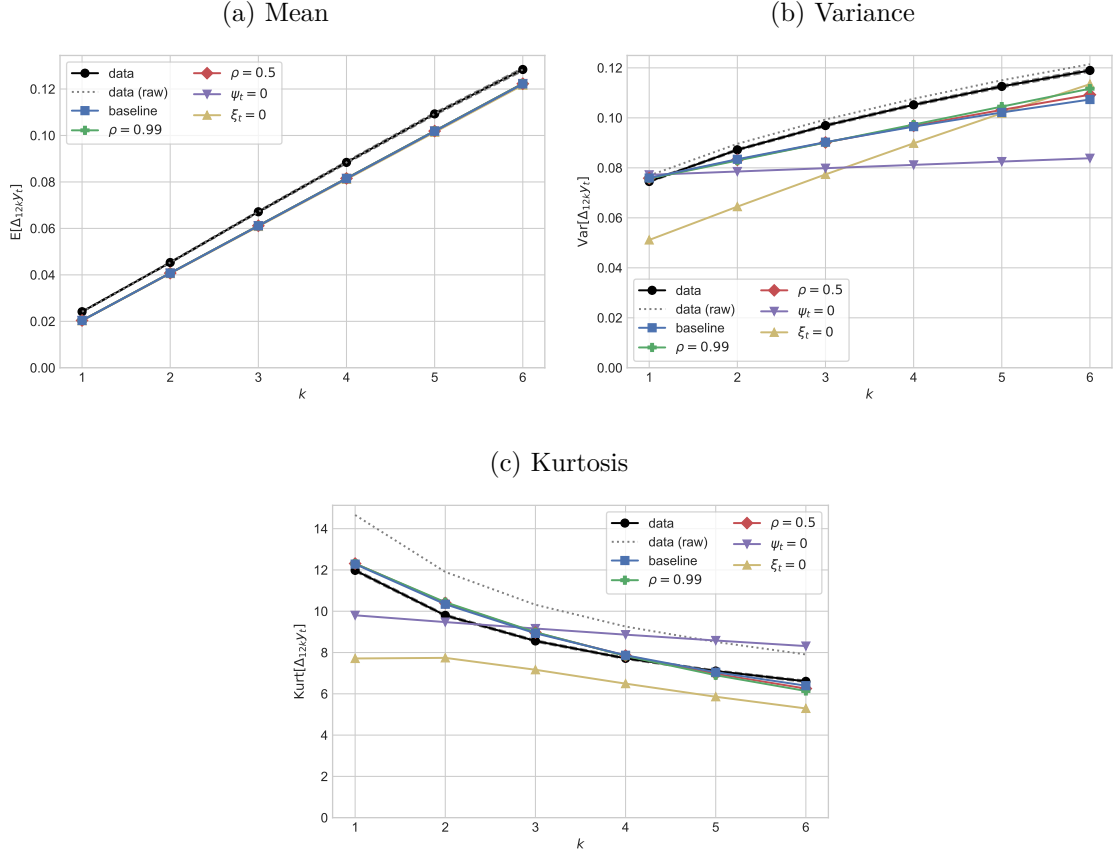 (a) Mean
(b) Variance
data
data (raw)
baseline
ρ = 0.99
ρ = 0.5
ψₜ = 0
ξₜ = 0
0.12
0.10
0.08
0.06
0.04
0.02
0.00
E[Δ₁₂ₖyₜ]
1 2 3 4 5 6
k
0.12
0.10
0.08
0.06
0.04
0.02
0.00
Var[Δ₁₂ₖyₜ]
data
data (raw)
baseline
ρ = 0.99
ρ = 0.5
ψₜ = 0
ξₜ = 0
1 2 3 4 5 6
k
(c) Kurtosis
14
12
10
8
6
4
2
0
Kurt[Δ₁₂ₖyₜ]
data
data (raw)
baseline
ρ = 0.99
ρ = 0.5
ψₜ = 0
ξₜ = 0
1 2 3 4 5 6
k